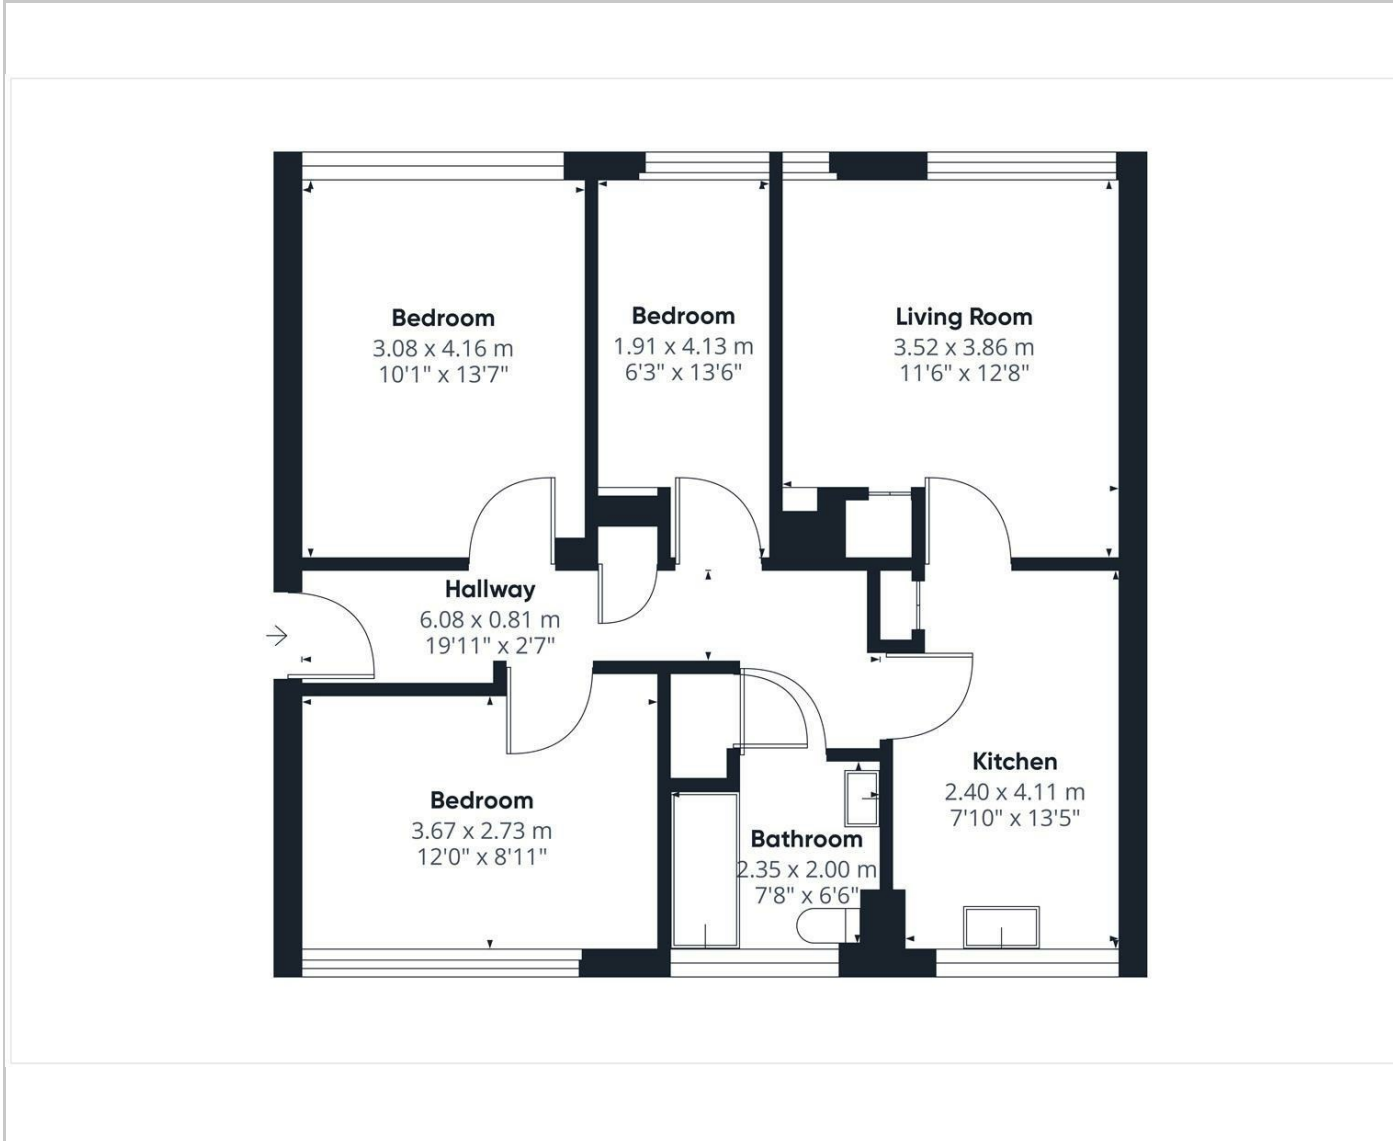 Bedroom
3.08 x 4.16 m
10'1" x 13'7"
Bedroom
1.91 x 4.13 m
6'3" x 13'6"
Living Room
3.52 x 3.86 m
11'6" x 12'8"
Hallway
6.08 x 0.81 m
19'11" x 2'7"
Bedroom
3.67 x 2.73 m
12'0" x 8'11"
Bathroom
2.35 x 2.00 m
7'8" x 6'6"
Kitchen
2.40 x 4.11 m
7'10" x 13'5"